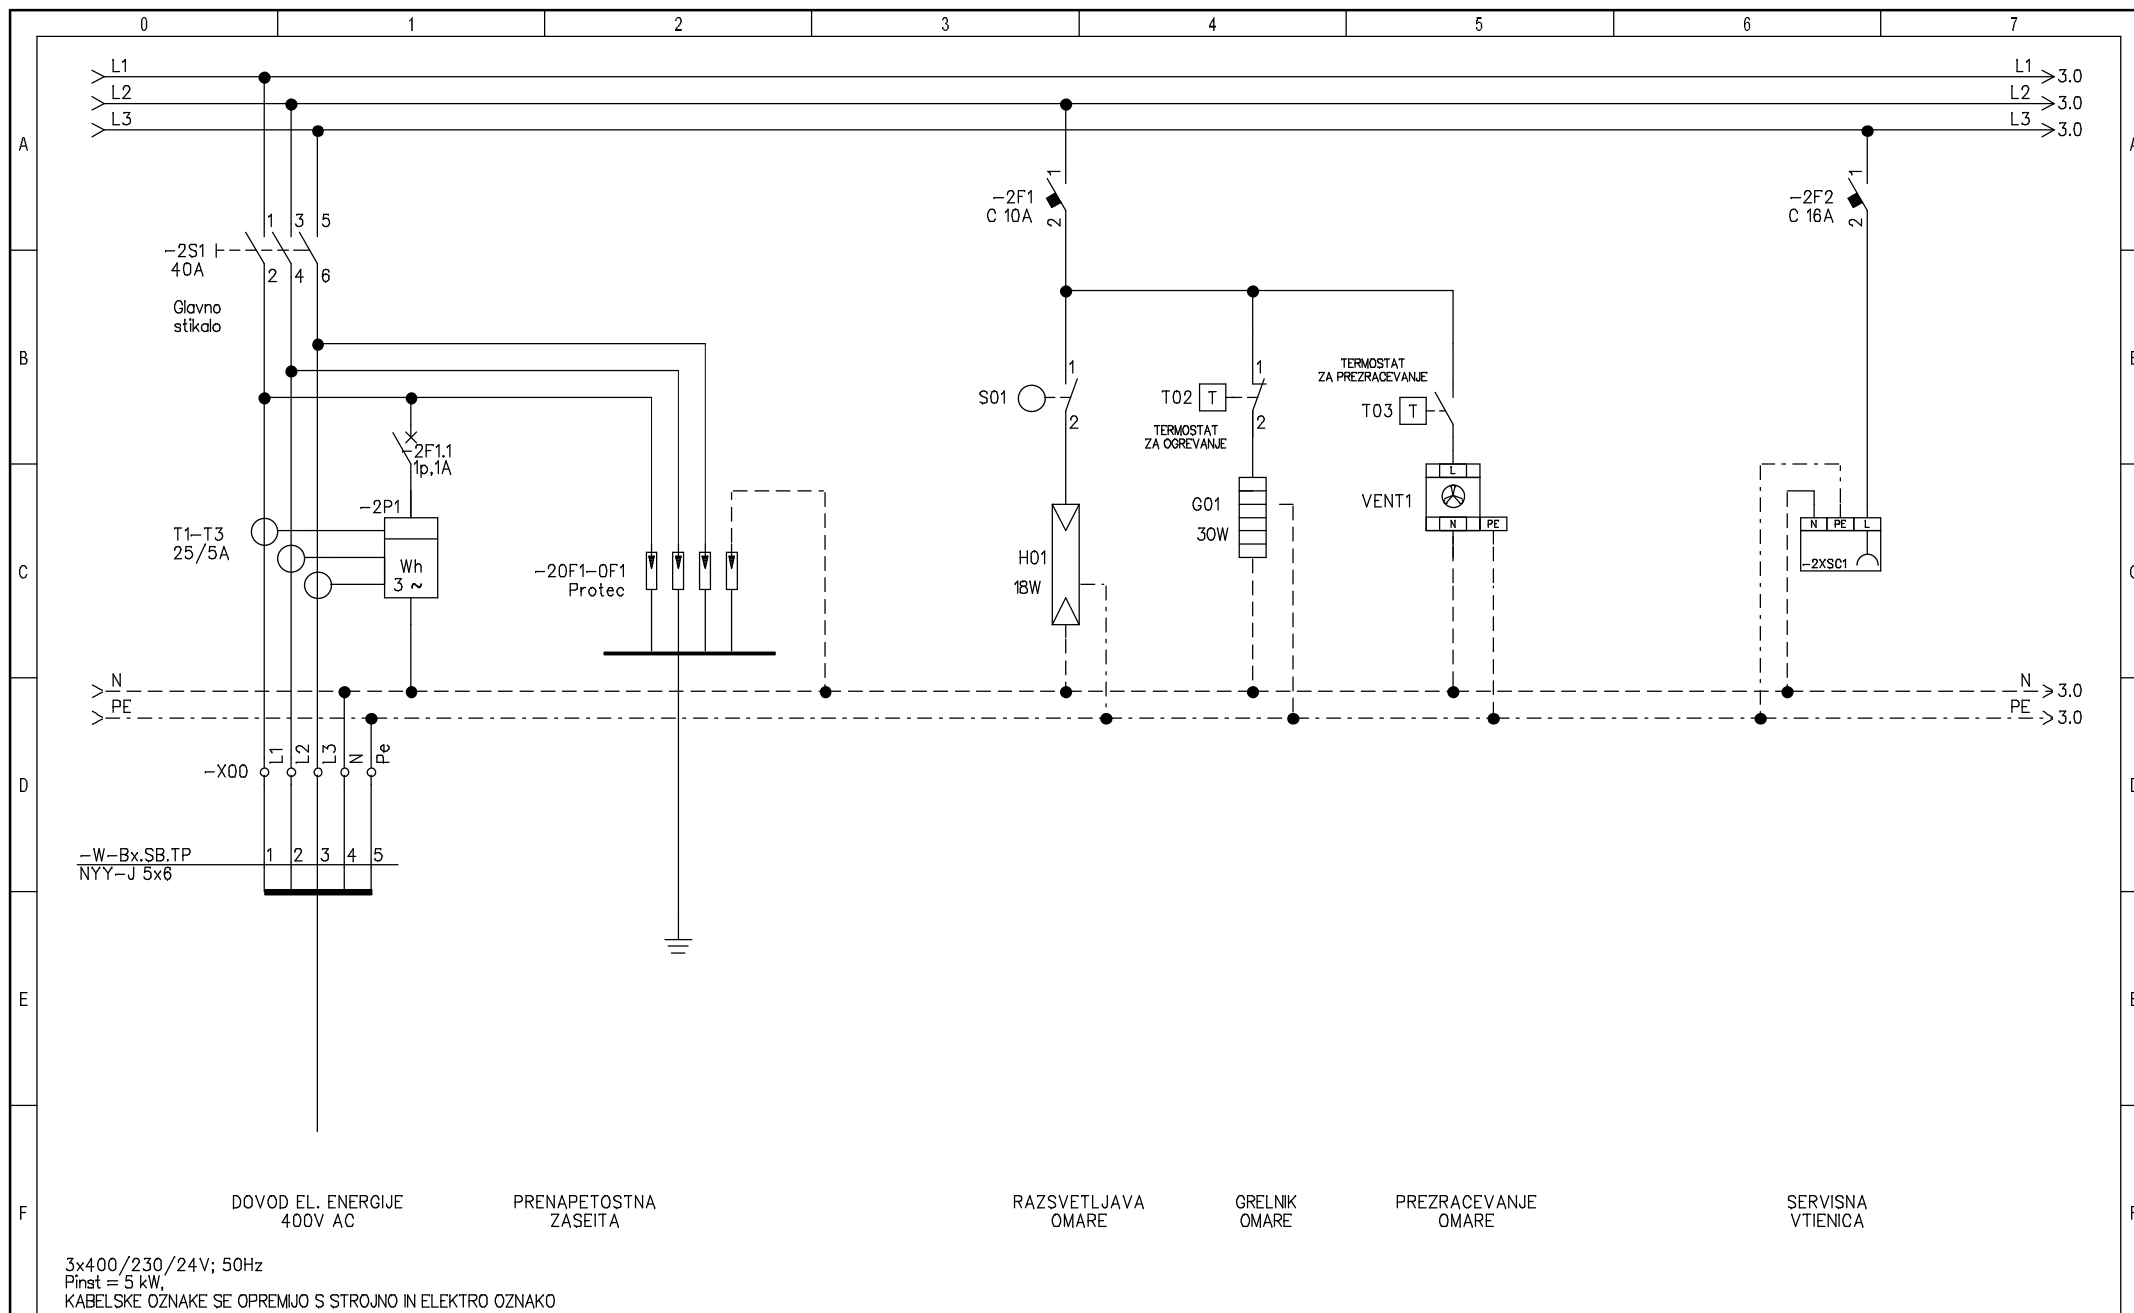 0 1 2 3 4 5 6 7
L1 L1 3.0
L2 L2 3.0
L3 L3 3.0
A A
-2F1
C 10A
1
2
-2F2
C 16A
1
2
1 3 5
-2S1
40A
2 4 6
Glavno
stikalo
B
S01
1
2
T02 T
1
2
TERMOSTAT
ZA OGREVANJE
TERMOSTAT
ZA PREZRACEVANJE
T03 T
-2F1.1
1p,1A
-2P1
T1-T3
25/5A
Wh
3 ~
C
-20F1-0F1
Protec
H01
18W
G01
30W
VENT1
L
N PE
N PE L
-2XSC1
N N 3.0
PE PE 3.0
-X00 L1 L2 L3 N Pe
D
-W-Bx.SB.TP 1 2 3 4 5
NYY-J 5x6
E
F
DOVOD EL. ENERGIJE
400V AC
PRENAPETOSTNA
ZASEITA
RAZSVETLJAVA
OMARE
GRELNIK
OMARE
PREZRACEVANJE
OMARE
SERVISNA
VTIENICA
3x400/230/24V; 50Hz
Pinst = 5 kW,
KABELSKE OZNAKE SE OPREMIJO S STROJNO IN ELEKTRO OZNAKO